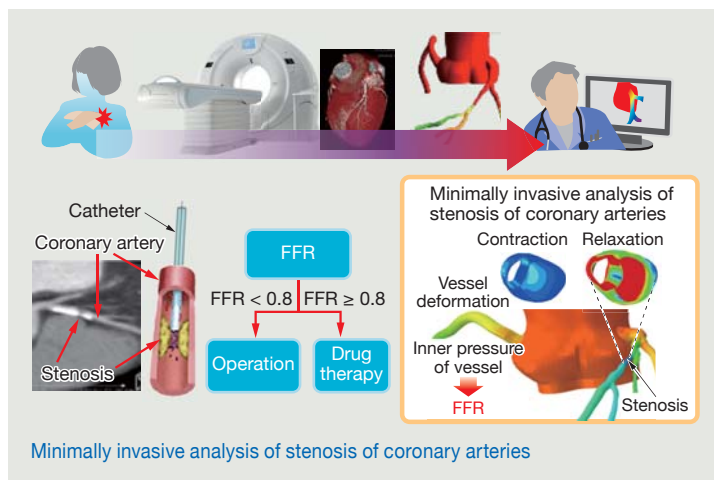 Catheter
Coronary artery
Stenosis
FFR
FFR < 0.8
FFR ≥ 0.8
Operation
Drug
therapy
Minimally invasive analysis of
stenosis of coronary arteries
Contraction
Relaxation
Vessel
deformation
Inner pressure
of vessel
FFR
Stenosis
Minimally invasive analysis of stenosis of coronary arteries